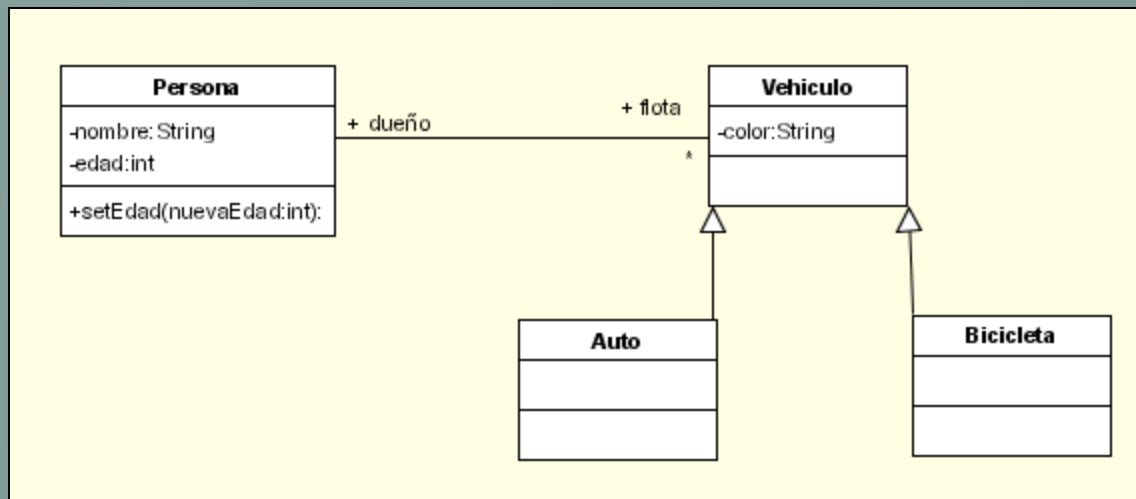 Persona
-nombre:String
-edad:int
+setEdad(nuevaEdad:int):
+ dueño
+ flota
*
Vehiculo
-color:String
Auto
Bicicleta